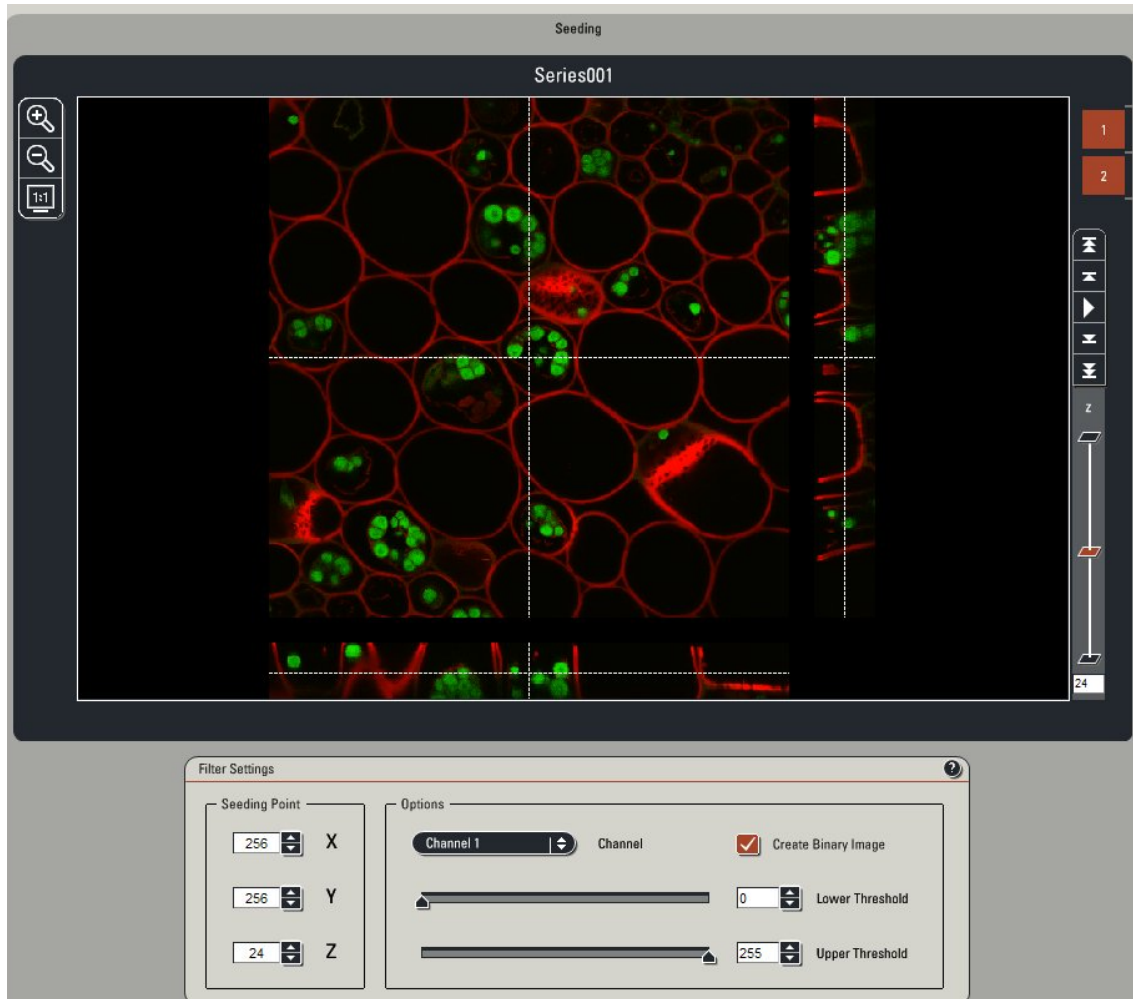 Seeding
Series001
1:1
1
2
z
24
Filter Settings
?
Seeding Point
256 X
256 Y
24 Z
Options
Channel 1 Channel
Create Binary Image
0 Lower Threshold
255 Upper Threshold